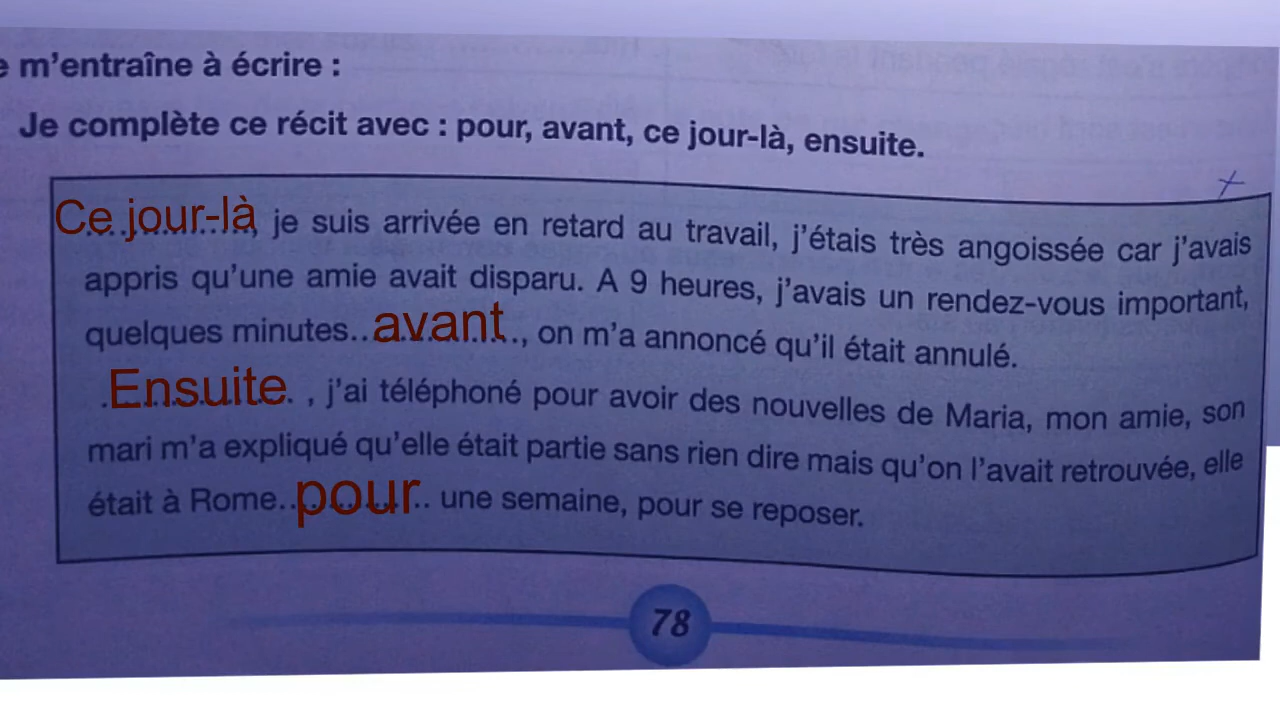 e m'entraîne à écrire :
Je complète ce récit avec : pour, avant, ce jour-là, ensuite.
Ce jour-là, je suis arrivée en retard au travail, j'étais très angoissée car j'avais
appris qu'une amie avait disparu. A 9 heures, j'avais un rendez-vous important,
quelques minutes..avant., on m'a annoncé qu'il était annulé.
.Ensuite. , j'ai téléphoné pour avoir des nouvelles de Maria, mon amie, son
mari m'a expliqué qu'elle était partie sans rien dire mais qu'on l'avait retrouvée, elle
était à Rome..pour.. une semaine, pour se reposer.
78